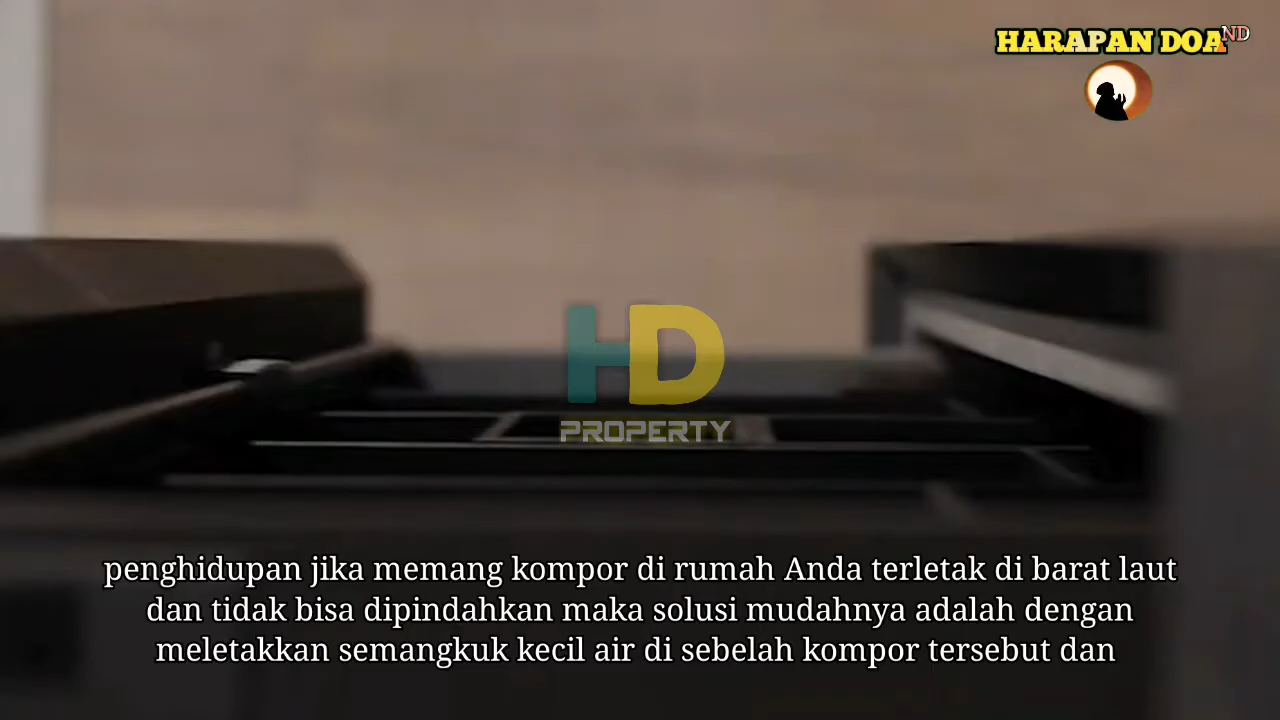 HARAPAN DOA ND
HD
PROPERTY
penghidupan jika memang kompor di rumah Anda terletak di barat laut
dan tidak bisa dipindahkan maka solusi mudahnya adalah dengan
meletakkan semangkuk kecil air di sebelah kompor tersebut dan